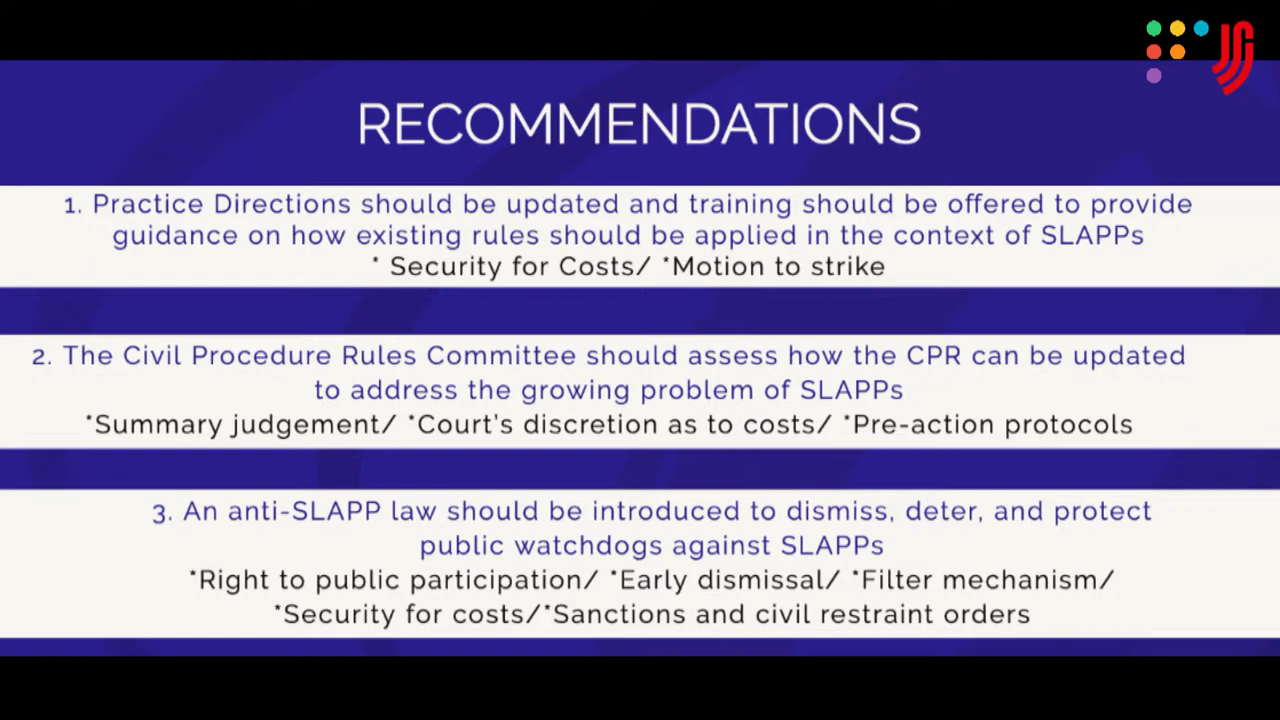 RECOMMENDATIONS
1. Practice Directions should be updated and training should be offered to provide
guidance on how existing rules should be applied in the context of SLAPPs
* Security for Costs/ *Motion to strike
2. The Civil Procedure Rules Committee should assess how the CPR can be updated
to address the growing problem of SLAPPs
*Summary judgement/ *Court's discretion as to costs/ *Pre-action protocols
3. An anti-SLAPP law should be introduced to dismiss, deter, and protect
public watchdogs against SLAPPs
*Right to public participation/ *Early dismissal/ *Filter mechanism/
*Security for costs/*Sanctions and civil restraint orders